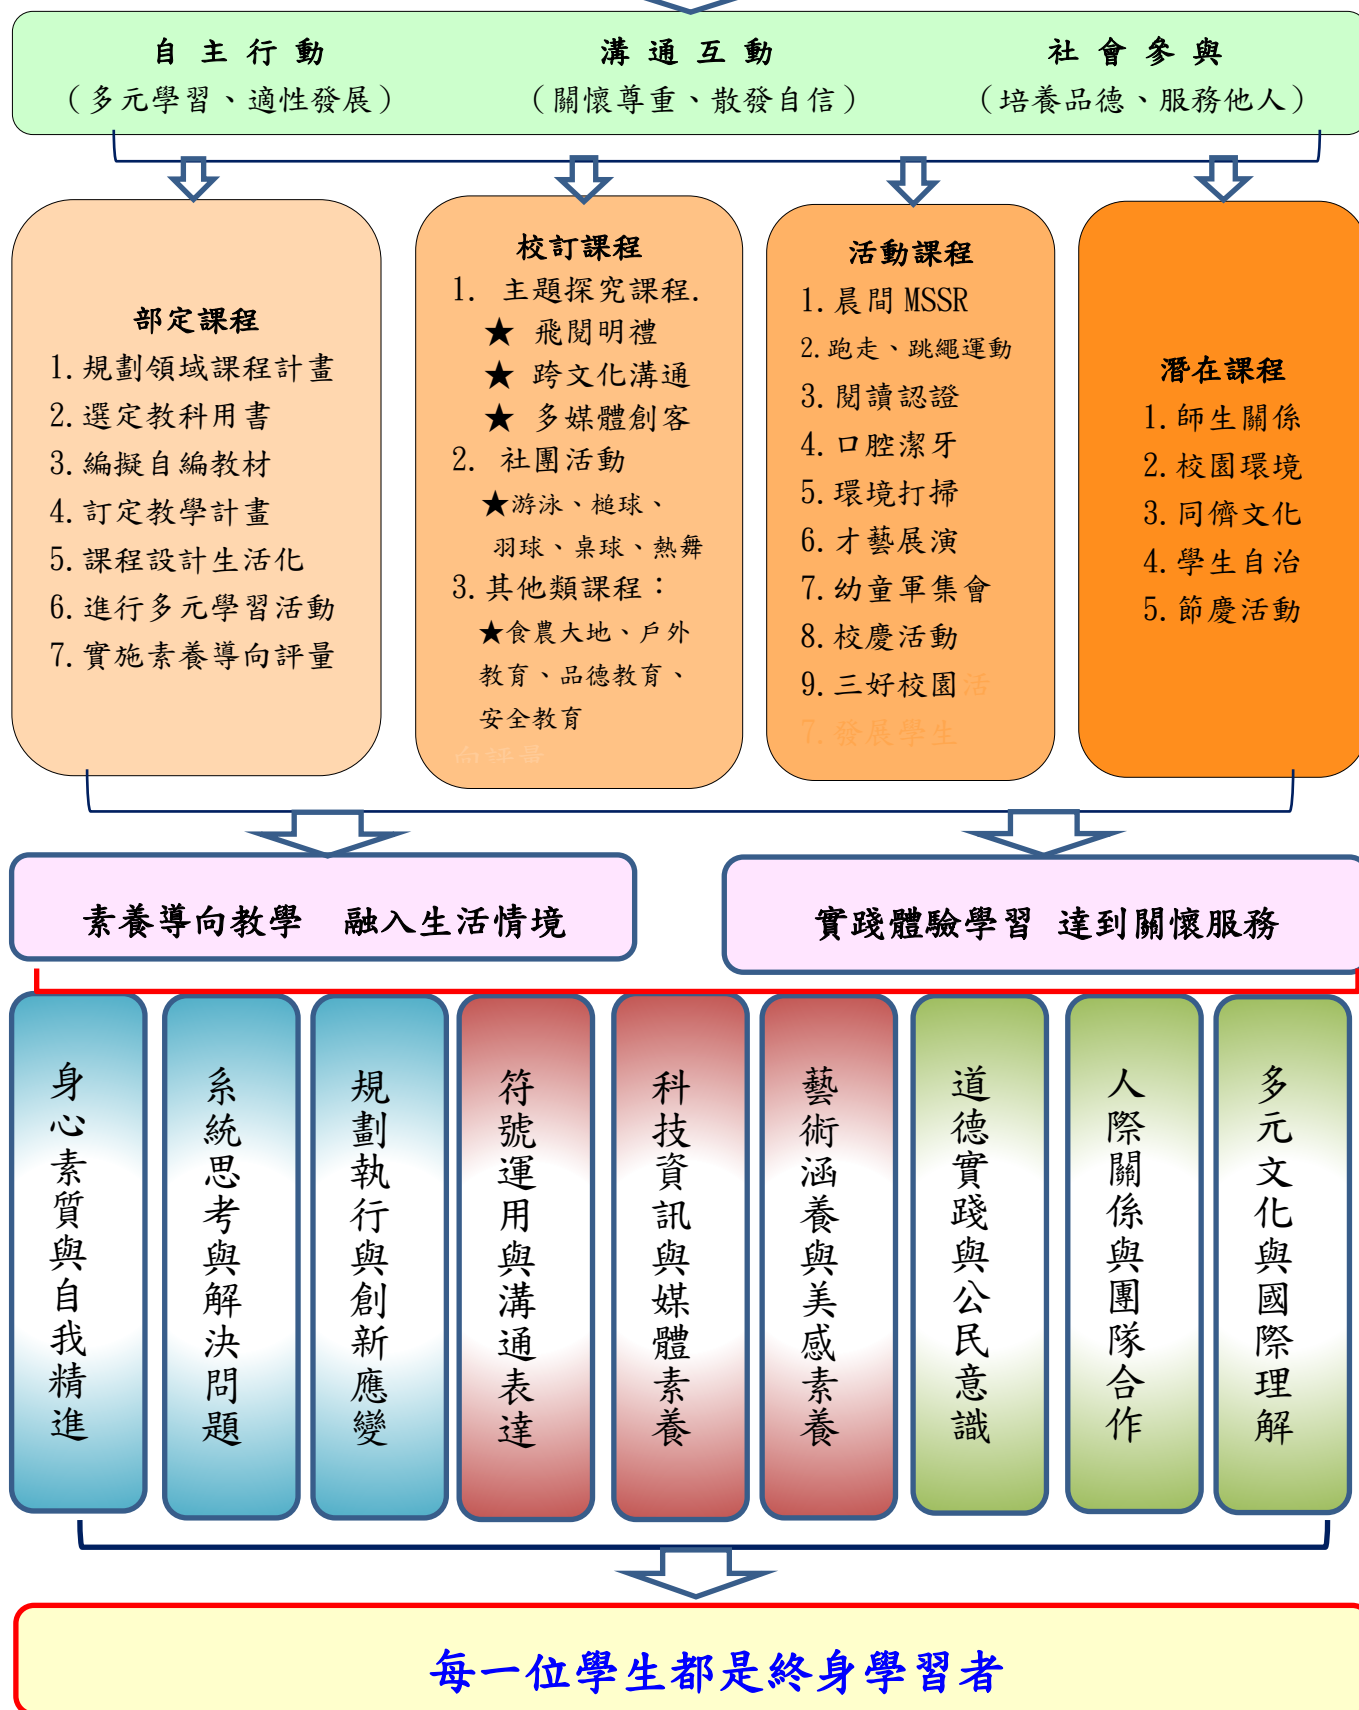 自主行動
（多元學習、適性發展）
溝通互動
（關懷尊重、散發自信）
社會參與
（培養品德、服務他人）
部定課程
1.規劃領域課程計畫
2.選定教科用書
3.編擬自編教材
4.訂定教學計畫
5.課程設計生活化
6.進行多元學習活動
7.實施素養導向評量
校訂課程
1. 主題探究課程.
★ 飛閱明禮
★ 跨文化溝通
★ 多媒體創客
2. 社團活動
★游泳、槌球、
羽球、桌球、熱舞
3.其他類課程：
★食農大地、戶外
教育、品德教育、
安全教育
向評量
活動課程
1.晨間 MSSR
2.跑走、跳繩運動
3.閱讀認證
4.口腔潔牙
5.環境打掃
6.才藝展演
7.幼童軍集會
8.校慶活動
9.三好校園活
7.發展學生
潛在課程
1.師生關係
2.校園環境
3.同儕文化
4.學生自治
5.節慶活動
素養導向教學 融入生活情境
實踐體驗學習 達到關懷服務
身心素質與自我精進
系統思考與解決問題
規劃執行與創新應變
符號運用與溝通表達
科技資訊與媒體素養
藝術涵養與美感素養
道德實踐與公民意識
人際關係與團隊合作
多元文化與國際理解
每一位學生都是終身學習者